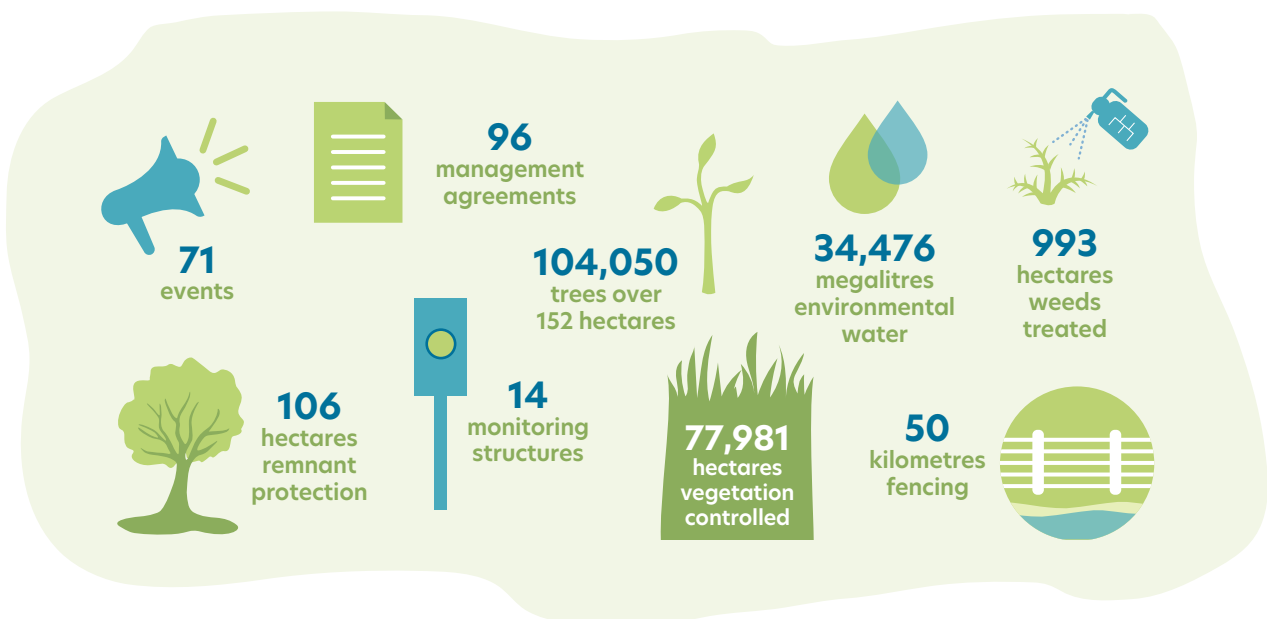 71
events
96
management
agreements
104,050
trees over
152 hectares
34,476
megalitres
environmental
water
993
hectares
weeds
treated
106
hectares
remnant
protection
14
monitoring
structures
77,981
hectares
vegetation
controlled
50
kilometres
fencing